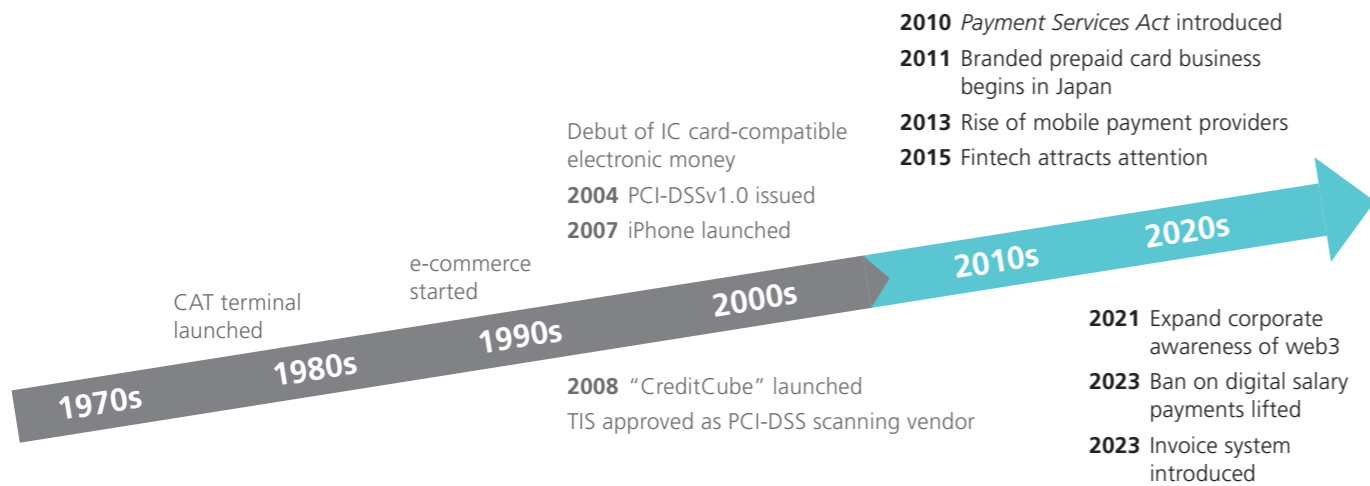 2010 Payment Services Act introduced
2011 Branded prepaid card business
begins in Japan
2013 Rise of mobile payment providers
2015 Fintech attracts attention
Debut of IC card-compatible
electronic money
2004 PCI-DSSv1.0 issued
2007 iPhone launched
e-commerce
started
CAT terminal
launched
1970s
1980s
1990s
2000s
2010s
2020s
2008 “CreditCube” launched
TIS approved as PCI-DSS scanning vendor
2021 Expand corporate
awareness of web3
2023 Ban on digital salary
payments lifted
2023 Invoice system
introduced